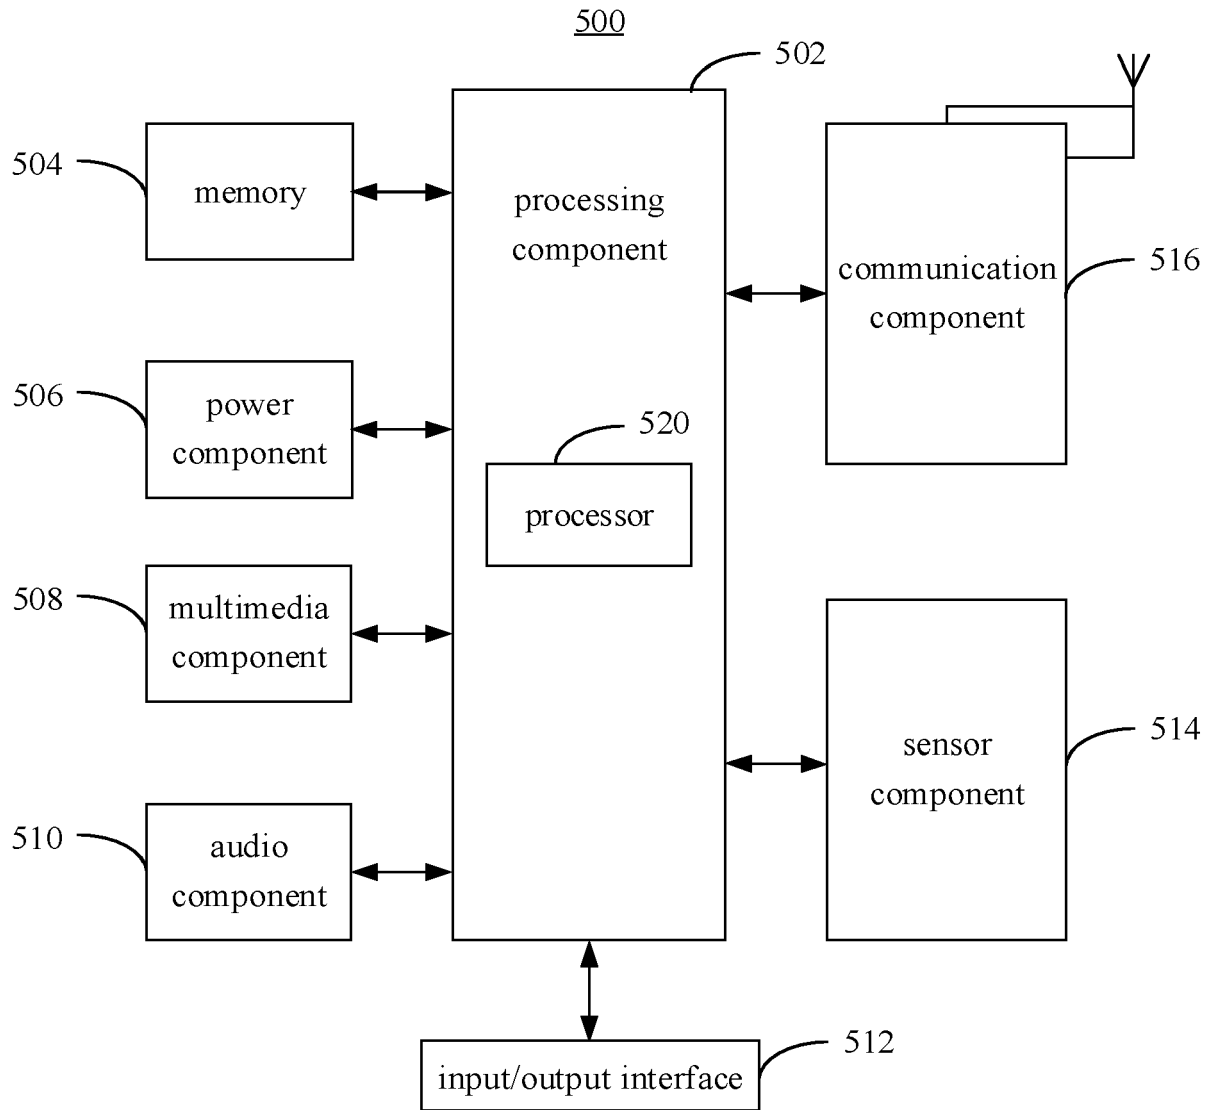 500
502
504
memory
processing
component
communication
component
516
506
power
component
520
processor
508
multimedia
component
sensor
component
514
510
audio
component
512
input/output interface